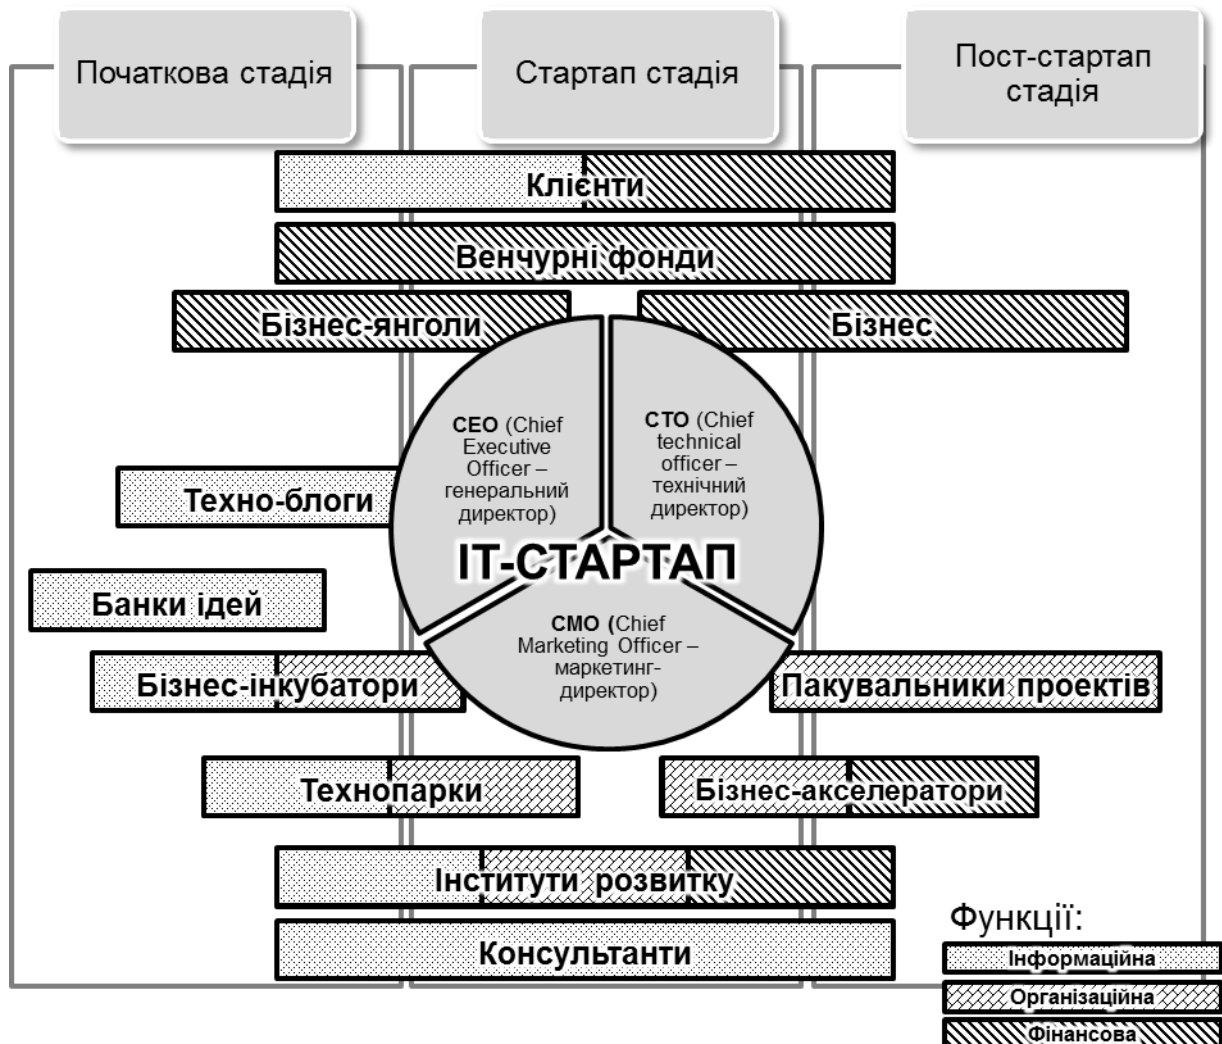 Початкова стадія
Стартап стадія
Пост-стартап
стадія
Клієнти
Венчурні фонди
Бізнес-янголи
Бізнес
CEO (Chief
Executive
Officer –
генеральний
директор)
CTO (Chief
technical
officer –
технічний
директор)
Техно-блоги
ІТ-СТАРТАП
Банки ідей
CMO (Chief
Marketing Officer –
маркетинг-
директор)
Бізнес-інкубатори
Пакувальники проектів
Технопарки
Бізнес-акселератори
Інститути розвитку
Консультанти
Функції:
Інформаційна
Організаційна
Фінансова